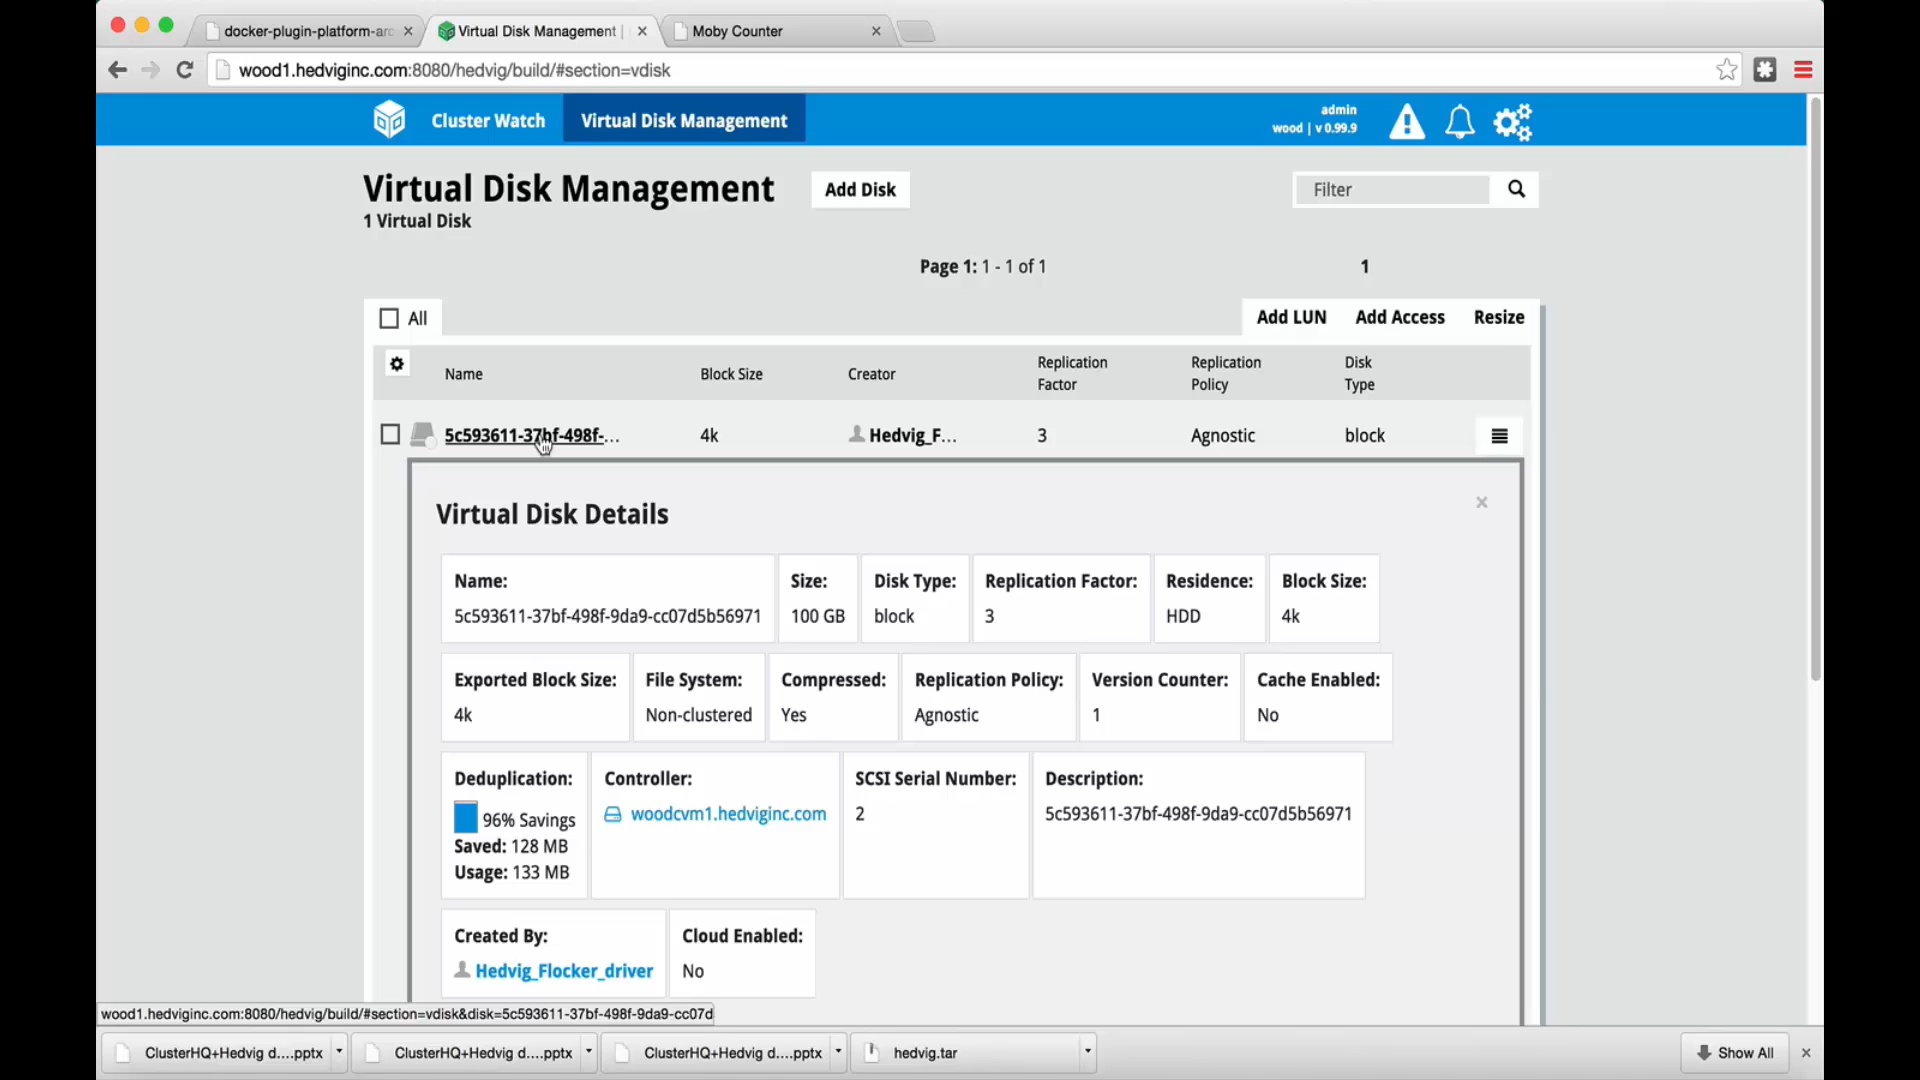 docker-plugin-platform-arc
Virtual Disk Management |
Moby Counter
wood1.hedviginc.com:8080/hedvig/build/#section=vdisk
Cluster Watch
Virtual Disk Management
admin
wood | v 0.99.9
Virtual Disk Management
Add Disk
Filter
1 Virtual Disk
Page 1: 1 - 1 of 1
1
All
Add LUN
Add Access
Resize
Name
Block Size
Creator
Replication
Factor
Replication
Policy
Disk
Type
5c593611-37bf-498f-...
4k
Hedvig_F...
3
Agnostic
block
Virtual Disk Details
Name:
5c593611-37bf-498f-9da9-cc07d5b56971
Size:
100 GB
Disk Type:
block
Replication Factor:
3
Residence:
HDD
Block Size:
4k
Exported Block Size:
4k
File System:
Non-clustered
Compressed:
Yes
Replication Policy:
Agnostic
Version Counter:
1
Cache Enabled:
No
Deduplication:
96% Savings
Saved: 128 MB
Usage: 133 MB
Controller:
woodcvm1.hedviginc.com
SCSI Serial Number:
2
Description:
5c593611-37bf-498f-9da9-cc07d5b56971
Created By:
Hedvig_Flocker_driver
Cloud Enabled:
No
wood1.hedviginc.com:8080/hedvig/build/#section=vdisk&disk=5c593611-37bf-498f-9da9-cc07d
ClusterHQ+Hedvig d....pptx
ClusterHQ+Hedvig d....pptx
ClusterHQ+Hedvig d....pptx
hedvig.tar
Show All